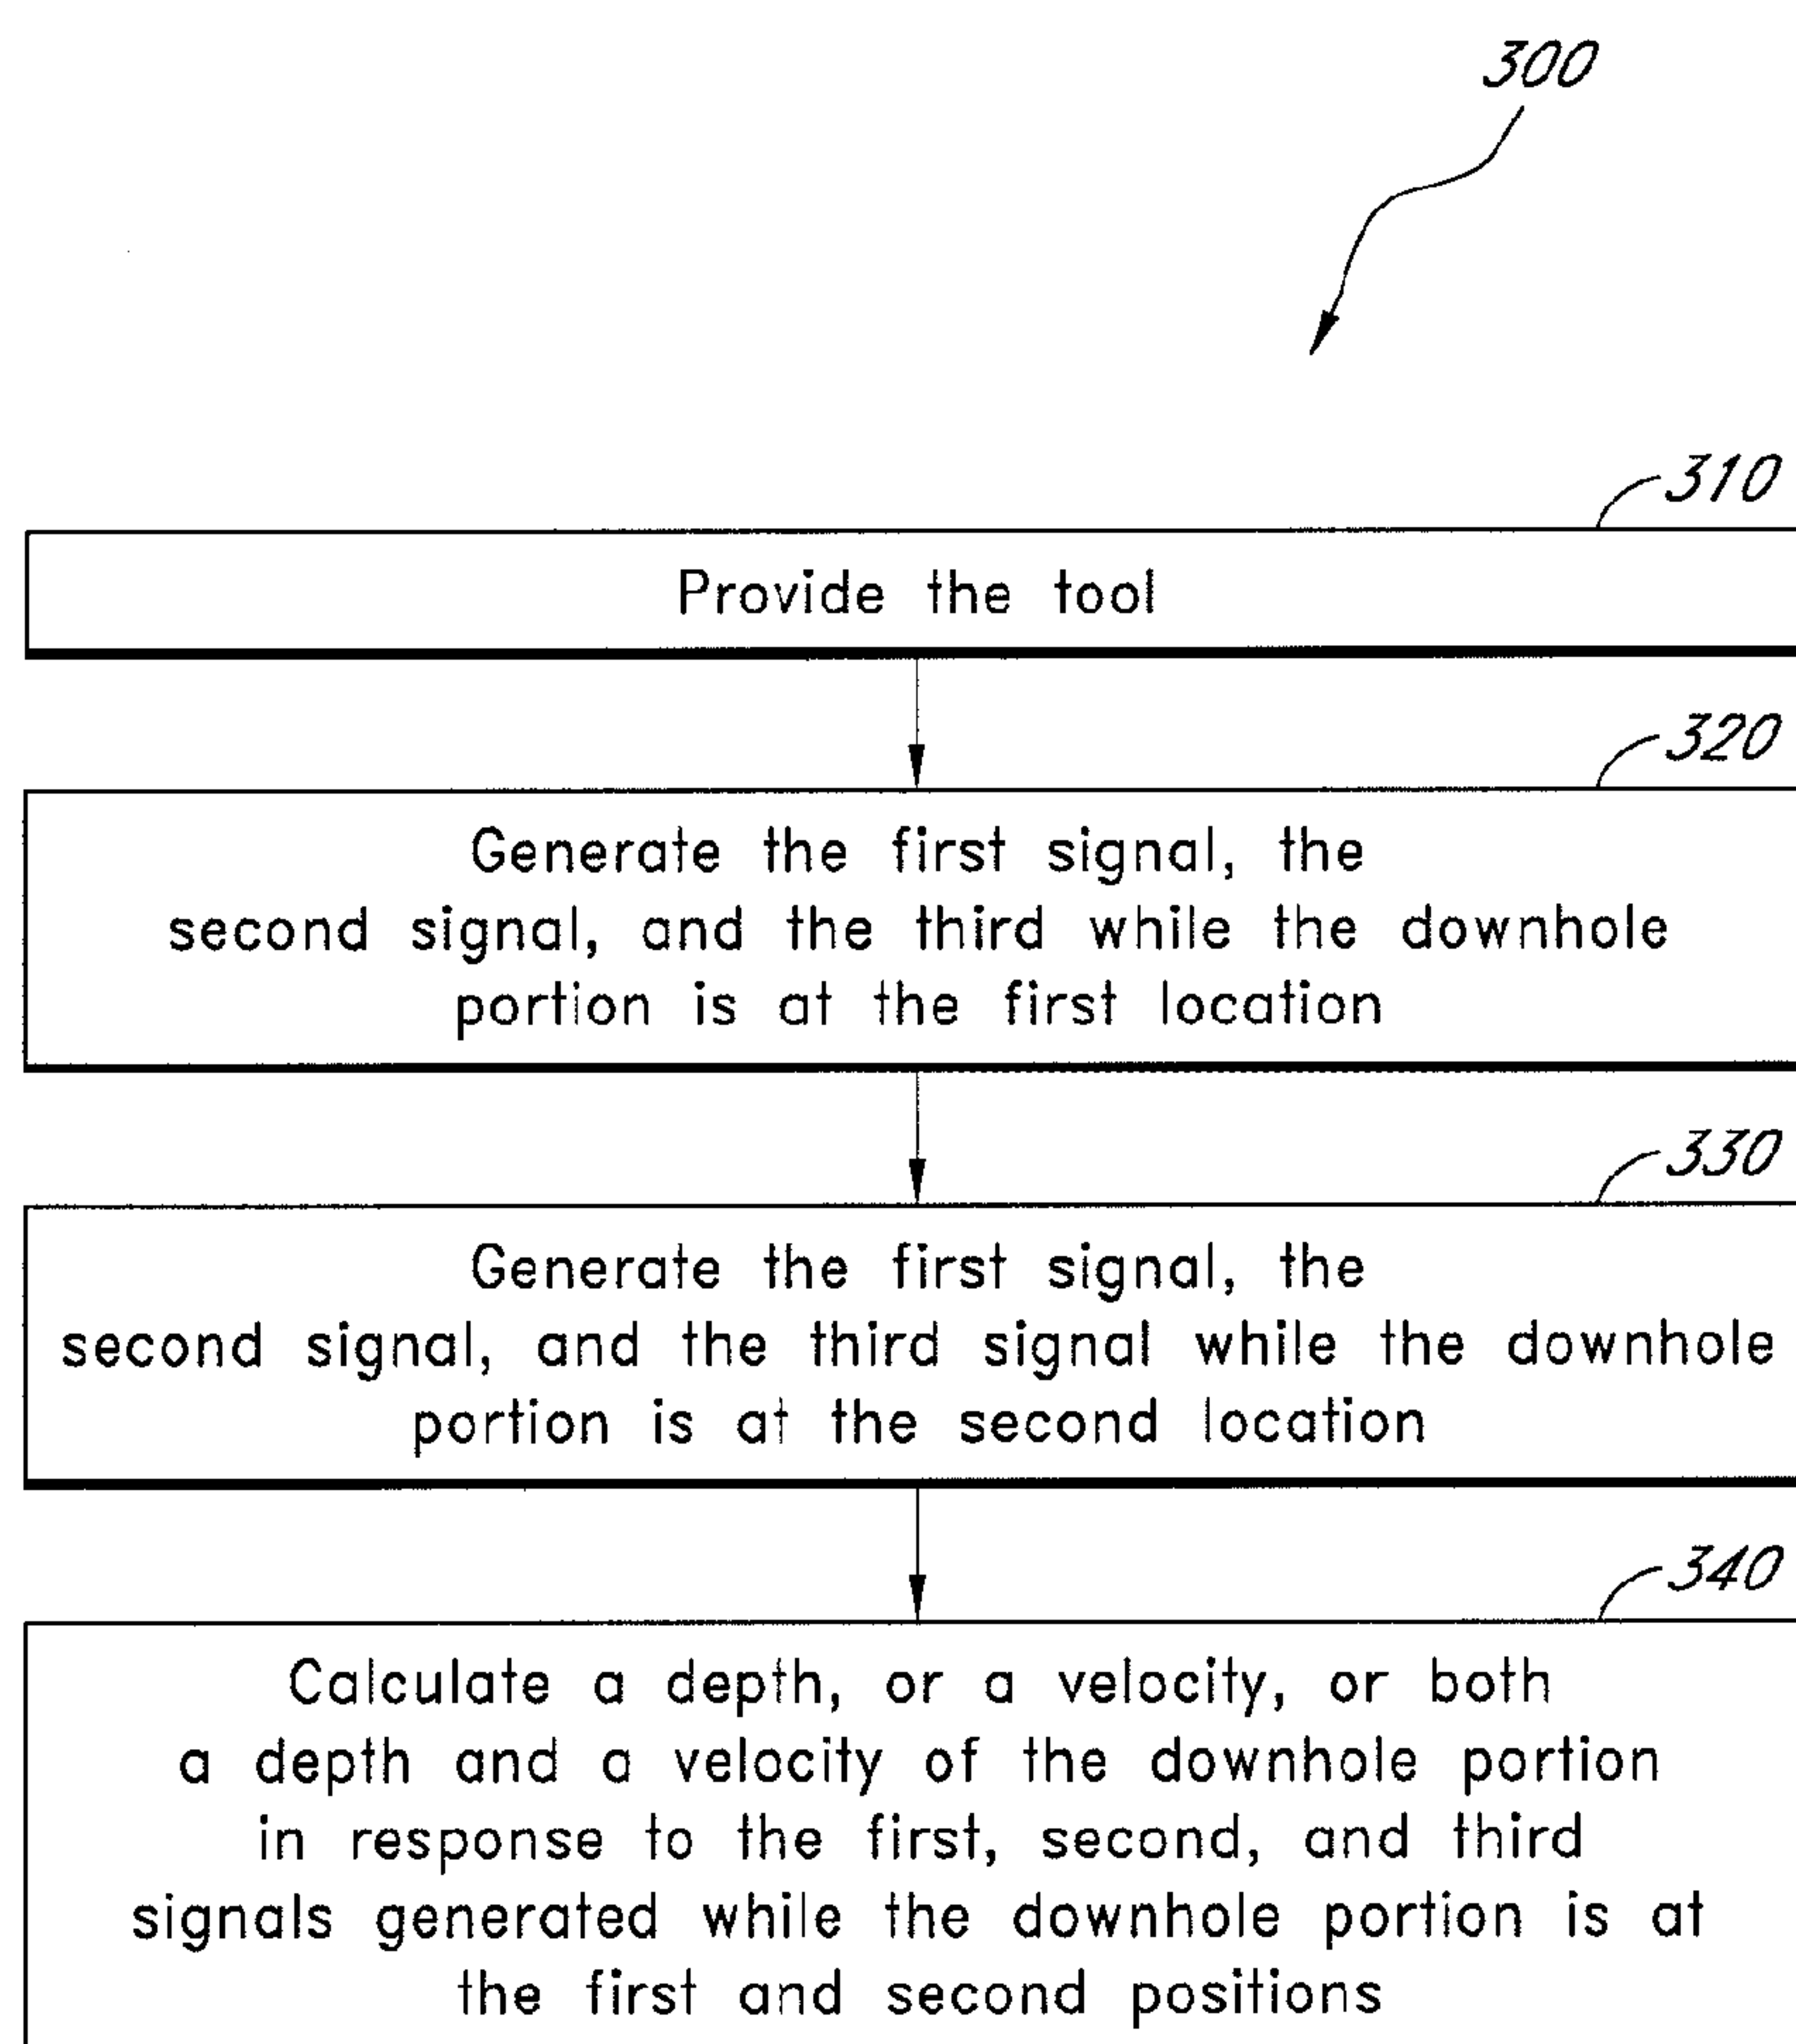 300
310
Provide the tool
320
Generate the first signal, the
second signal, and the third while the downhole
portion is at the first location
330
Generate the first signal, the
second signal, and the third signal while the downhole
portion is at the second location
340
Calculate a depth, or a velocity, or both
a depth and a velocity of the downhole portion
in response to the first, second, and third
signals generated while the downhole portion is at
the first and second positions